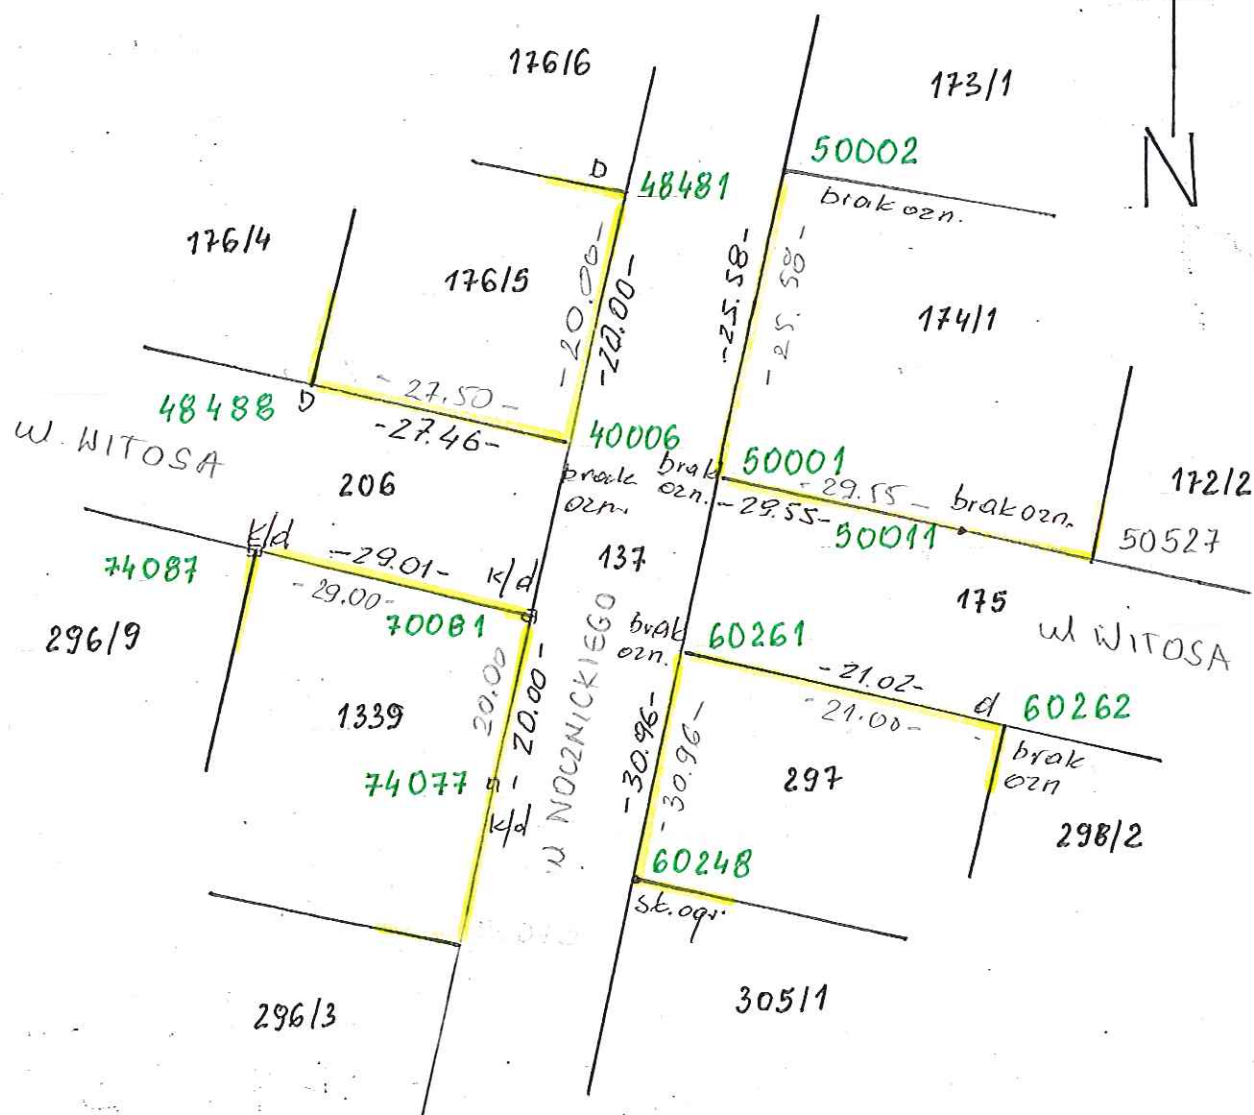 176/6
173/1
N
50002
D
48481
brak ozn.
176/4
176/5
-20.00-
-20.00-
-25.58-
-25.58-
174/1
-27.50-
48488
D
-27.46-
40006
brak ozn.
ul. WITOSA
206
brak ozn.
50001
-29.55-
-29.55-
brak ozn.
172/2
50011
50527
k/d
74087
-29.01-
-29.00-
k/d
137
175
ul WITOSA
296/9
70081
brak ozn.
60261
-21.02-
-21.00-
d
60262
brak ozn
1339
20.00
20.00-
ul NOCZNICKIEGO
-30.96-
-30.96-
297
74077
k/d
298/2
60248
sk.ogr.
296/3
305/1